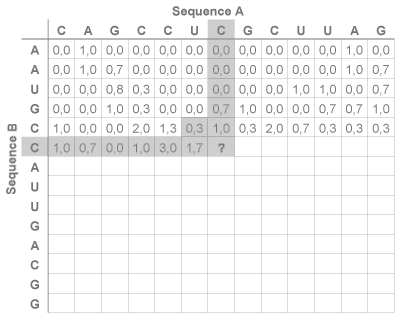 Sequence A
C A G C C U C G C U U A G
A 0,0 1,0 0,0 0,0 0,0 0,0 0,0 0,0 0,0 0,0 0,0 1,0 0,0
A 0,0 1,0 0,7 0,0 0,0 0,0 0,0 0,0 0,0 0,0 0,0 1,0 0,7
U 0,0 0,0 0,8 0,3 0,0 0,0 0,0 0,0 0,0 1,0 1,0 0,0 0,7
G 0,0 0,0 1,0 0,3 0,0 0,0 0,7 1,0 0,0 0,0 0,7 0,7 1,0
C 1,0 0,0 0,0 2,0 1,3 0,3 1,0 0,3 2,0 0,7 0,3 0,3 0,3
C 1,0 0,7 0,0 1,0 3,0 1,7 ?
A
U
U
G
A
C
G
G
Sequence B